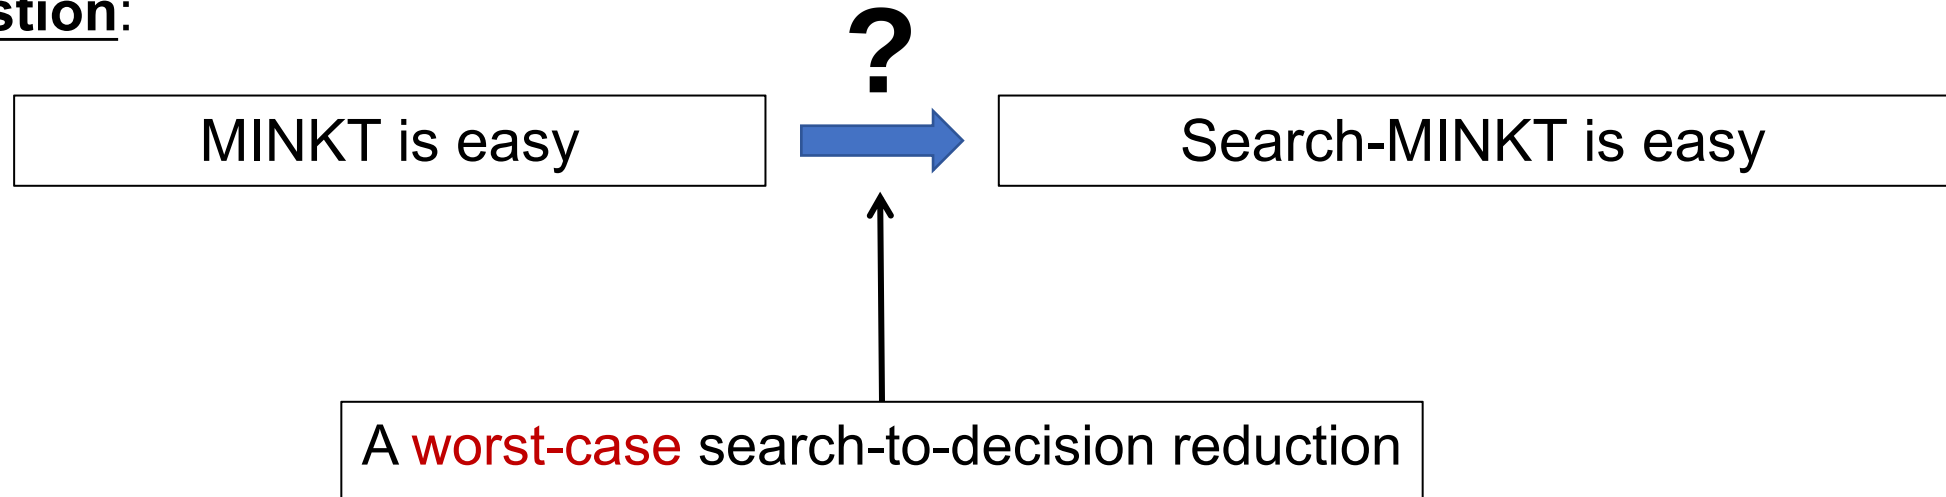 stion:
?
MINKT is easy
Search-MINKT is easy
A worst-case search-to-decision reduction